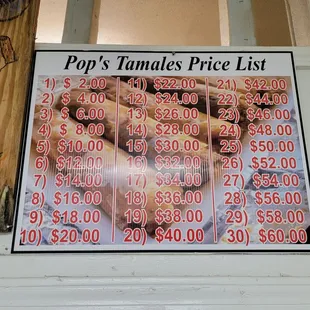 Pop's Tamales Price List
1) $ 2.00 11) $22.00 21) $42.00
2) $ 4.00 12) $24.00 22) $44.00
3) $ 6.00 13) $26.00 23) $46.00
4) $ 8.00 14) $28.00 24) $48.00
5) $10.00 15) $30.00 25) $50.00
6) $12.00 16) $32.00 26) $52.00
7) $14.00 17) $34.00 27) $54.00
8) $16.00 18) $36.00 28) $56.00
9) $18.00 19) $38.00 29) $58.00
10) $20.00 20) $40.00 30) $60.00